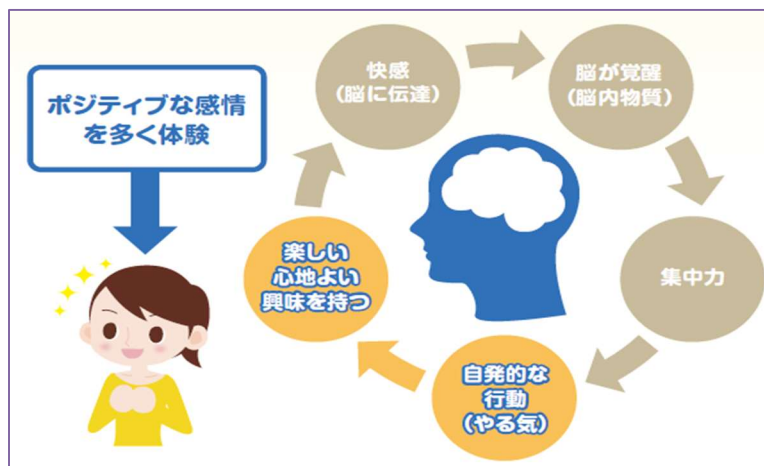 ポジティブな感情
を多く体験
快感
(脳に伝達)
脳が覚醒
(脳内物質)
集中力
自発的な
行動
(やる気)
楽しい
心地よい
興味を持つ